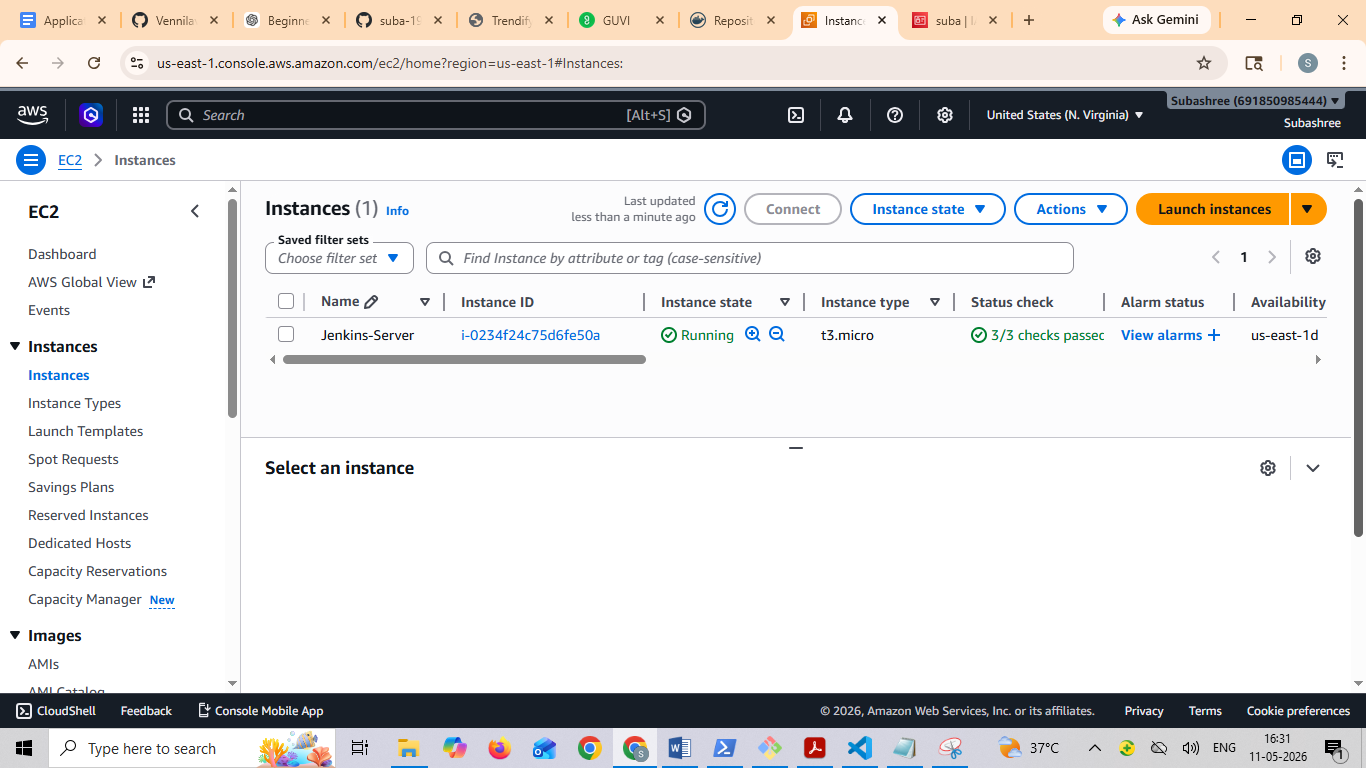 Applica
Vennila
Beginne
suba-19
Trendify
GUVI
Reposit
Instanc
suba | I
Ask Gemini
us-east-1.console.aws.amazon.com/ec2/home?region=us-east-1#Instances:
S
aws
Search
[Alt+S]
United States (N. Virginia)
Subashree (691850985444)
Subashree
EC2
Instances
EC2
Dashboard
AWS Global View
Events
Instances
Instances
Instance Types
Launch Templates
Spot Requests
Savings Plans
Reserved Instances
Dedicated Hosts
Capacity Reservations
Capacity Manager New
Images
AMIs
AMI Catalog
Instances (1) Info
Last updated
less than a minute ago
Connect
Instance state
Actions
Launch instances
Saved filter sets
Choose filter set
Find Instance by attribute or tag (case-sensitive)
1
Name Instance ID Instance state Instance type Status check Alarm status Availability
Jenkins-Server i-0234f24c75d6fe50a Running t3.micro 3/3 checks passed View alarms + us-east-1d
Select an instance
CloudShell Feedback Console Mobile App © 2026, Amazon Web Services, Inc. or its affiliates. Privacy Terms Cookie preferences
Type here to search
37°C
ENG
16:31
11-05-2026
1